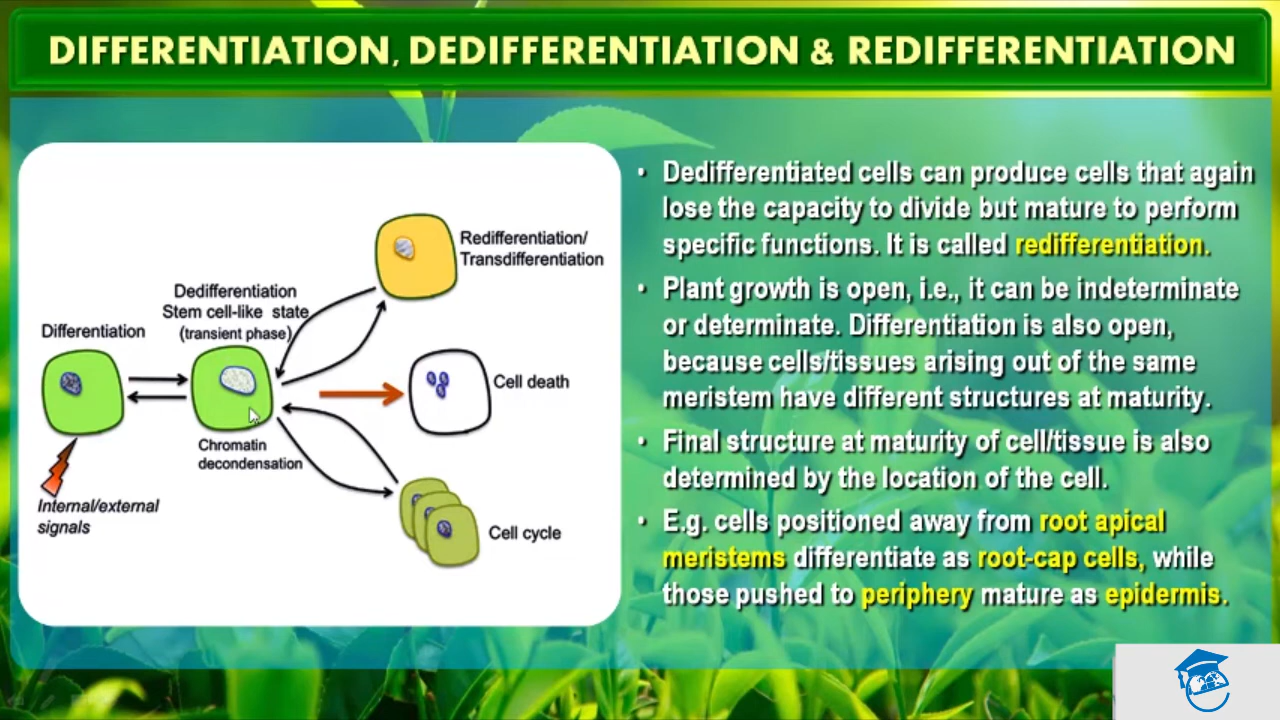 DIFFERENTIATION, DEDIFFERENTIATION & REDIFFERENTIATION
Redifferentiation/
Transdifferentiation
Dedifferentiation
Stem cell-like state
(transient phase)
Differentiation
Cell death
Chromatin
decondensation
Internal/external
signals
Cell cycle
• Dedifferentiated cells can produce cells that again
lose the capacity to divide but mature to perform
specific functions. It is called redifferentiation.
• Plant growth is open, i.e., it can be indeterminate
or determinate. Differentiation is also open,
because cells/tissues arising out of the same
meristem have different structures at maturity.
• Final structure at maturity of cell/tissue is also
determined by the location of the cell.
• E.g. cells positioned away from root apical
meristems differentiate as root-cap cells, while
those pushed to periphery mature as epidermis.